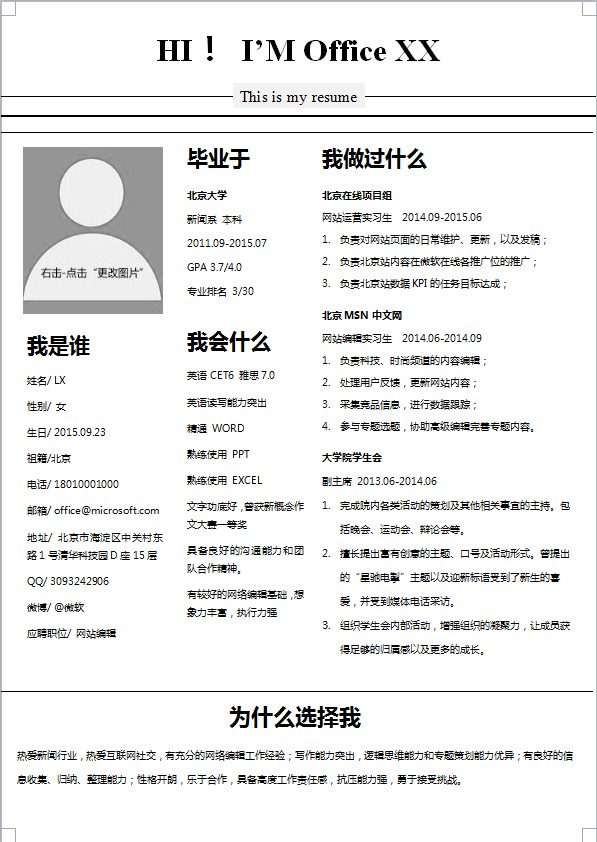 HI！ I’M Office XX
This is my resume
右击-点击“更改图片”
我是谁
姓名/ LX
性别/ 女
生日/ 2015.09.23
祖籍/北京
电话/ 18010001000
邮箱/ office@microsoft.com
地址/ 北京市海淀区中关村东
路1号清华科技园D座15层
QQ/ 3093242906
微博/ @微软
应聘职位/ 网站编辑
毕业于
北京大学
新闻系 本科
2011.09-2015.07
GPA 3.7/4.0
专业排名 3/30
我会什么
英语CET6 雅思7.0
英语读写能力突出
精通 WORD
熟练使用 PPT
熟练使用 EXCEL
文字功底好，曾获新概念作
文大赛一等奖
具备良好的沟通能力和团
队合作精神。
有较好的网络编辑基础，想
象力丰富，执行力强
我做过什么
北京在线项目组
网站运营实习生 2014.09-2015.06
1. 负责对网站页面的日常维护、更新，以及发稿；
2. 负责北京站内容在微软在线各推广位的推广；
3. 负责北京站数据KPI的任务目标达成；
北京MSN中文网
网站编辑实习生 2014.06-2014.09
1. 负责科技、时尚频道的内容编辑；
2. 处理用户反馈，更新网站内容；
3. 采集竞品信息，进行数据跟踪；
4. 参与专题选题，协助高级编辑完善专题内容。
大学院学生会
副主席 2013.06-2014.06
1. 完成院内各类活动的策划及其他相关事宜的主持。包
括晚会、运动会、辩论会等。
2. 擅长提出富有创意的主题、口号及活动形式。曾提出
的“星驰电掣”主题以及迎新标语受到了新生的喜
爱，并受到媒体电话采访。
3. 组织学生会内部活动，增强组织的凝聚力，让成员获
得足够的归属感以及更多的成长。
为什么选择我
热爱新闻行业，热爱互联网社交，有充分的网络编辑工作经验；写作能力突出，逻辑思维能力和专题策划能力优异；有良好的信
息收集、归纳、整理能力；性格开朗，乐于合作，具备高度工作责任感，抗压能力强，勇于接受挑战。